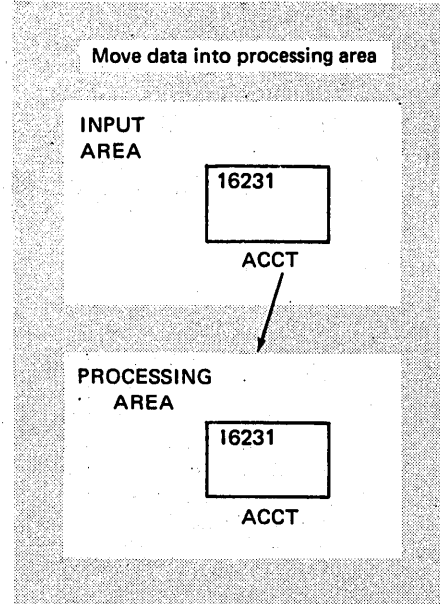 Move data into processing area
INPUT
AREA
16231
ACCT
PROCESSING
AREA
16231
ACCT